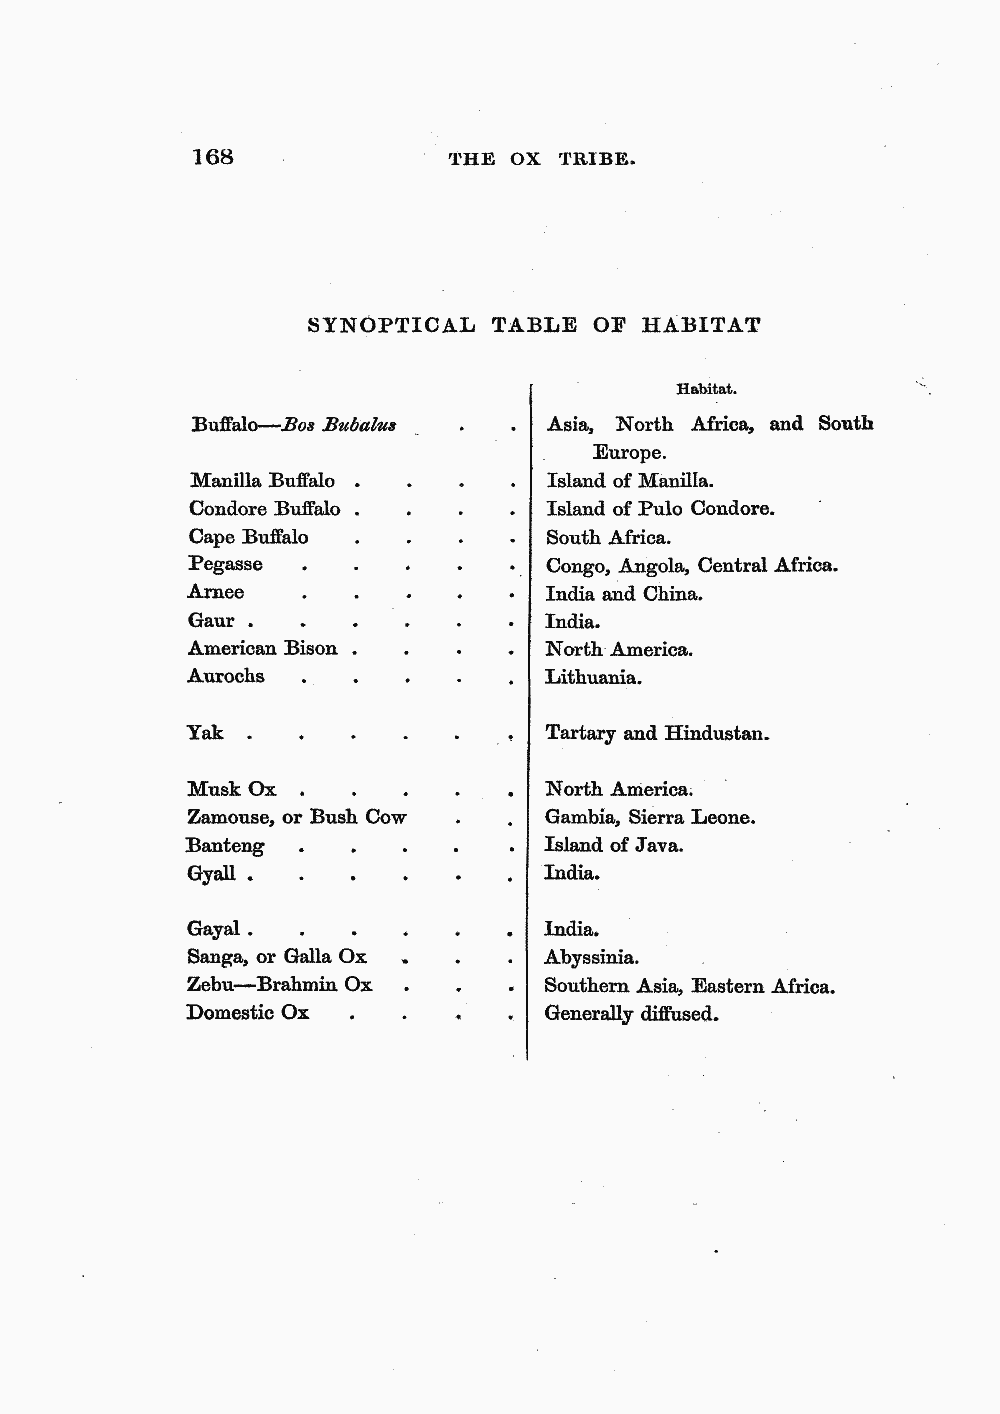 168 THE OX TRIBE.
SYNOPTICAL TABLE OF HABITAT
Habitat.
Buffalo—Bos Bubalus . . Asia, North Africa, and South
Europe.
Manilla Buffalo . . . . Island of Manilla.
Condore Buffalo . . . . Island of Pulo Condore.
Cape Buffalo . . . . South Africa.
Pegasse . . . . . Congo, Angola, Central Africa.
Arnee . . . . . India and China.
Gaur . . . . . . India.
American Bison . . . . North America.
Aurochs . . . . . Lithuania.
Yak . . . . . . Tartary and Hindustan.
Musk Ox . . . . . North America.
Zamouse, or Bush Cow . . Gambia, Sierra Leone.
Banteng . . . . . Island of Java.
Gyall . . . . . . India.
Gayal . . . . . . India.
Sanga, or Galla Ox . . . Abyssinia.
Zebu—Brahmin Ox . . . Southern Asia, Eastern Africa.
Domestic Ox . . . . Generally diffused.